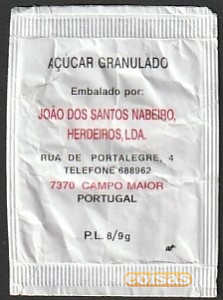 AÇUCAR GRANULADO
Embalado por:
JOÃO DOS SANTOS NABEIRO,
HERDEIROS, LDA.
RUA DE PORTALEGRE, 4
TELEFONE 688962
7370 CAMPO MAIOR
PORTUGAL
P.L. 8/9g
coisas